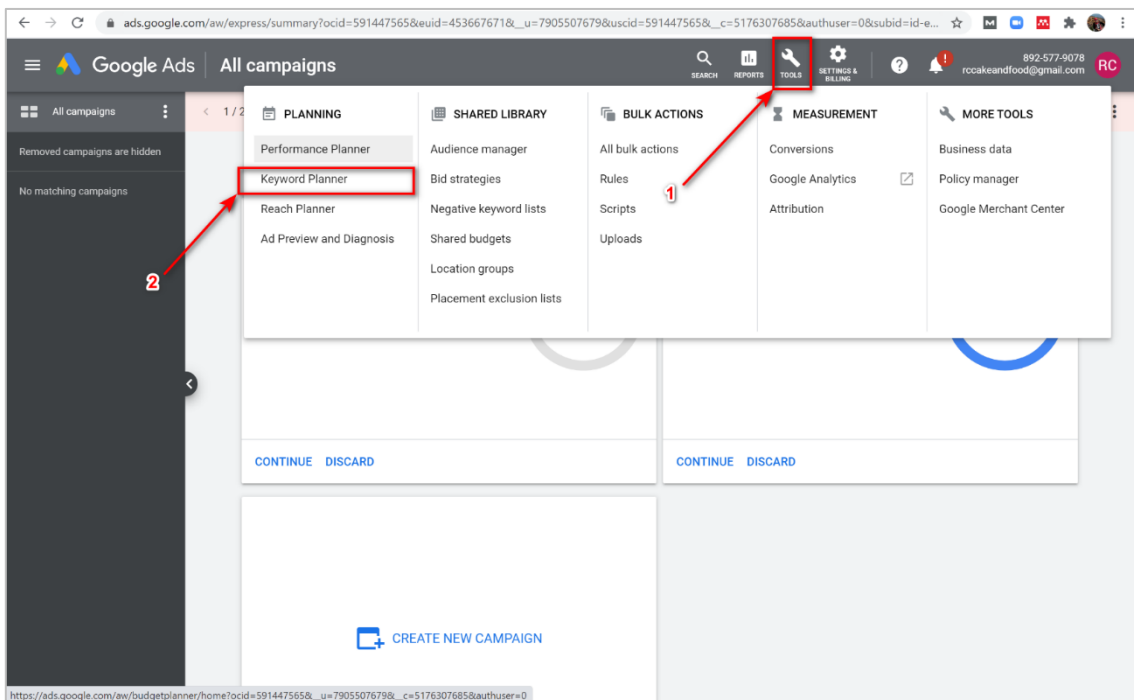 ads.google.com/aw/express/summary?ocid=591447565&euid=453667671&__u=7905507679&uscid=591447565&__c=5176307685&authuser=0&subid=id-e...
Google Ads All campaigns
SEARCH REPORTS TOOLS SETTINGS & BILLING
892-577-9078
rccakeandfood@gmail.com
RC
All campaigns
Removed campaigns are hidden
No matching campaigns
1 / 2
PLANNING
Performance Planner
Keyword Planner
Reach Planner
Ad Preview and Diagnosis
SHARED LIBRARY
Audience manager
Bid strategies
Negative keyword lists
Shared budgets
Location groups
Placement exclusion lists
BULK ACTIONS
All bulk actions
Rules
Scripts
Uploads
MEASUREMENT
Conversions
Google Analytics
Attribution
MORE TOOLS
Business data
Policy manager
Google Merchant Center
1
2
CONTINUE DISCARD
CONTINUE DISCARD
CREATE NEW CAMPAIGN
https://ads.google.com/aw/budgetplanner/home?ocid=591447565&__u=7905507679&__c=5176307685&authuser=0